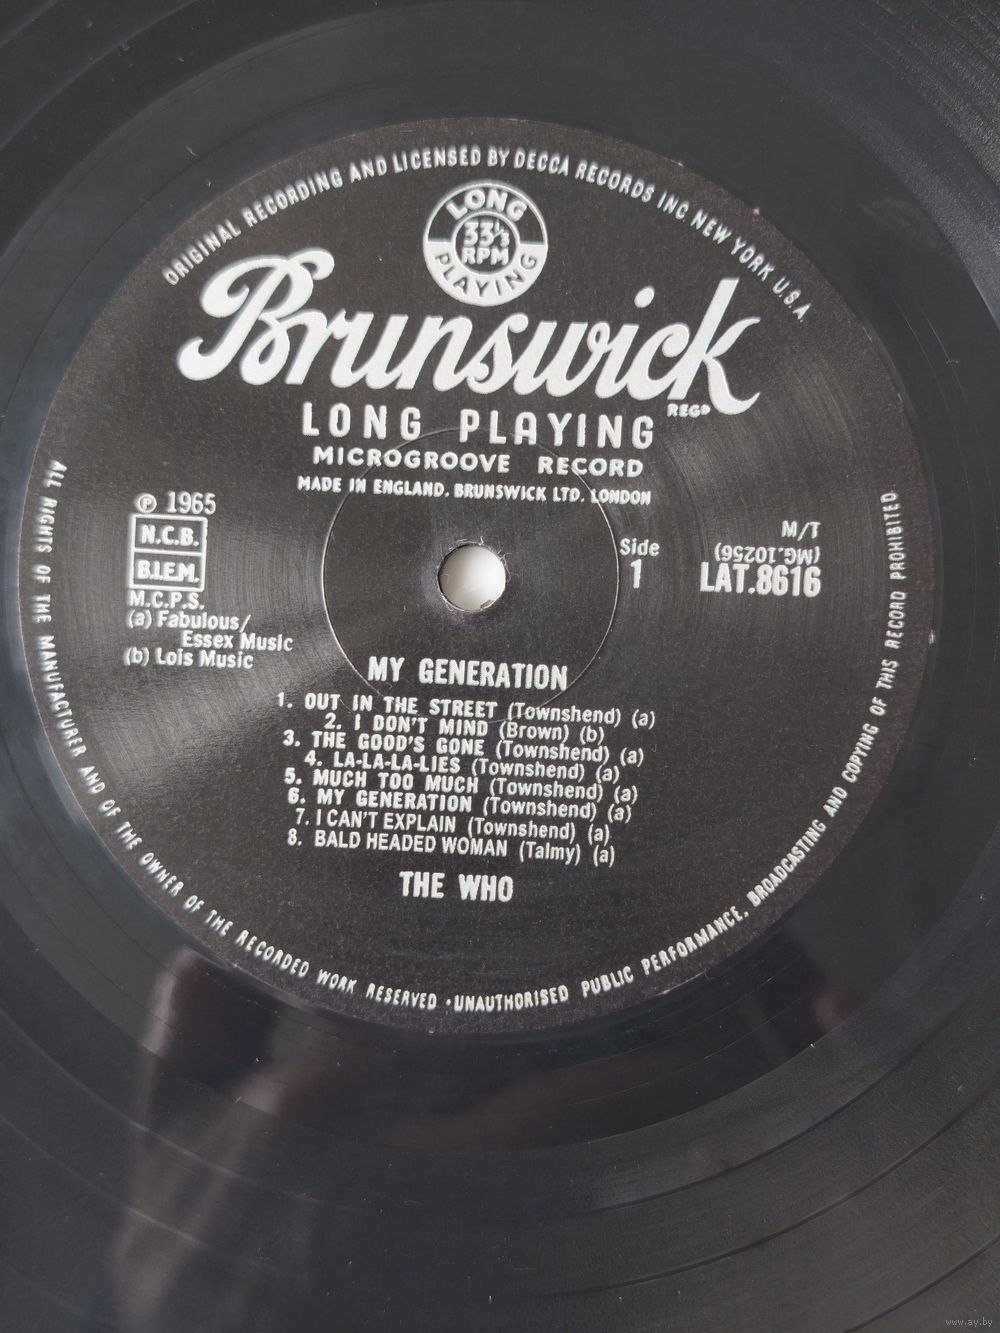 ORIGINAL RECORDING AND LICENSED BY DECCA RECORDS INC NEW YORK U.S.A.
LONG
33⅓
RPM
PLAYING
Brunswick
REGD
LONG PLAYING
MICROGROOVE RECORD
MADE IN ENGLAND. BRUNSWICK LTD. LONDON
℗ 1965
N.C.B.
B.I.E.M.
M.C.P.S.
(a) Fabulous/
Essex Music
(b) Lois Music
Side
1
1/M
(MG.10256)
LAT.8616
MY GENERATION
1. OUT IN THE STREET (Townshend) (a)
2. I DON'T MIND (Brown) (b)
3. THE GOOD'S GONE (Townshend) (a)
4. LA-LA-LA-LIES (Townshend) (a)
5. MUCH TOO MUCH (Townshend) (a)
6. MY GENERATION (Townshend) (a)
7. I CAN'T EXPLAIN (Townshend) (a)
8. BALD HEADED WOMAN (Talmy) (a)
THE WHO
ALL RIGHTS OF THE MANUFACTURER AND OF THE OWNER OF THE RECORDED WORK RESERVED · UNAUTHORISED PUBLIC PERFORMANCE, BROADCASTING AND COPYING OF THIS RECORD PROHIBITED
www.ay.by